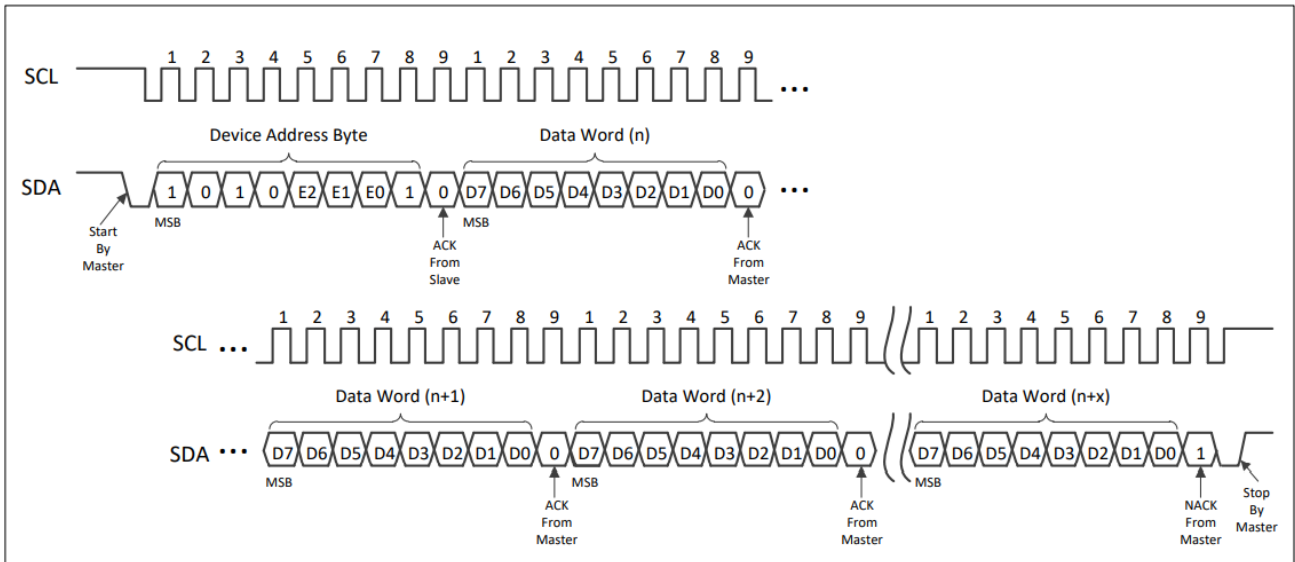 1 2 3 4 5 6 7 8 9 1 2 3 4 5 6 7 8 9
SCL ...
Device Address Byte Data Word (n)
SDA 1 0 1 0 E2 E1 E0 1 0 D7 D6 D5 D4 D3 D2 D1 D0 0 ...
MSB MSB
Start
By
Master
ACK
From
Slave
ACK
From
Master
1 2 3 4 5 6 7 8 9 1 2 3 4 5 6 7 8 9 1 2 3 4 5 6 7 8 9
SCL ...
Data Word (n+1) Data Word (n+2) Data Word (n+x)
SDA ... D7 D6 D5 D4 D3 D2 D1 D0 0 D7 D6 D5 D4 D3 D2 D1 D0 0 D7 D6 D5 D4 D3 D2 D1 D0 1
MSB MSB MSB
ACK
From
Master
ACK
From
Master
NACK
From
Master
Stop
By
Master